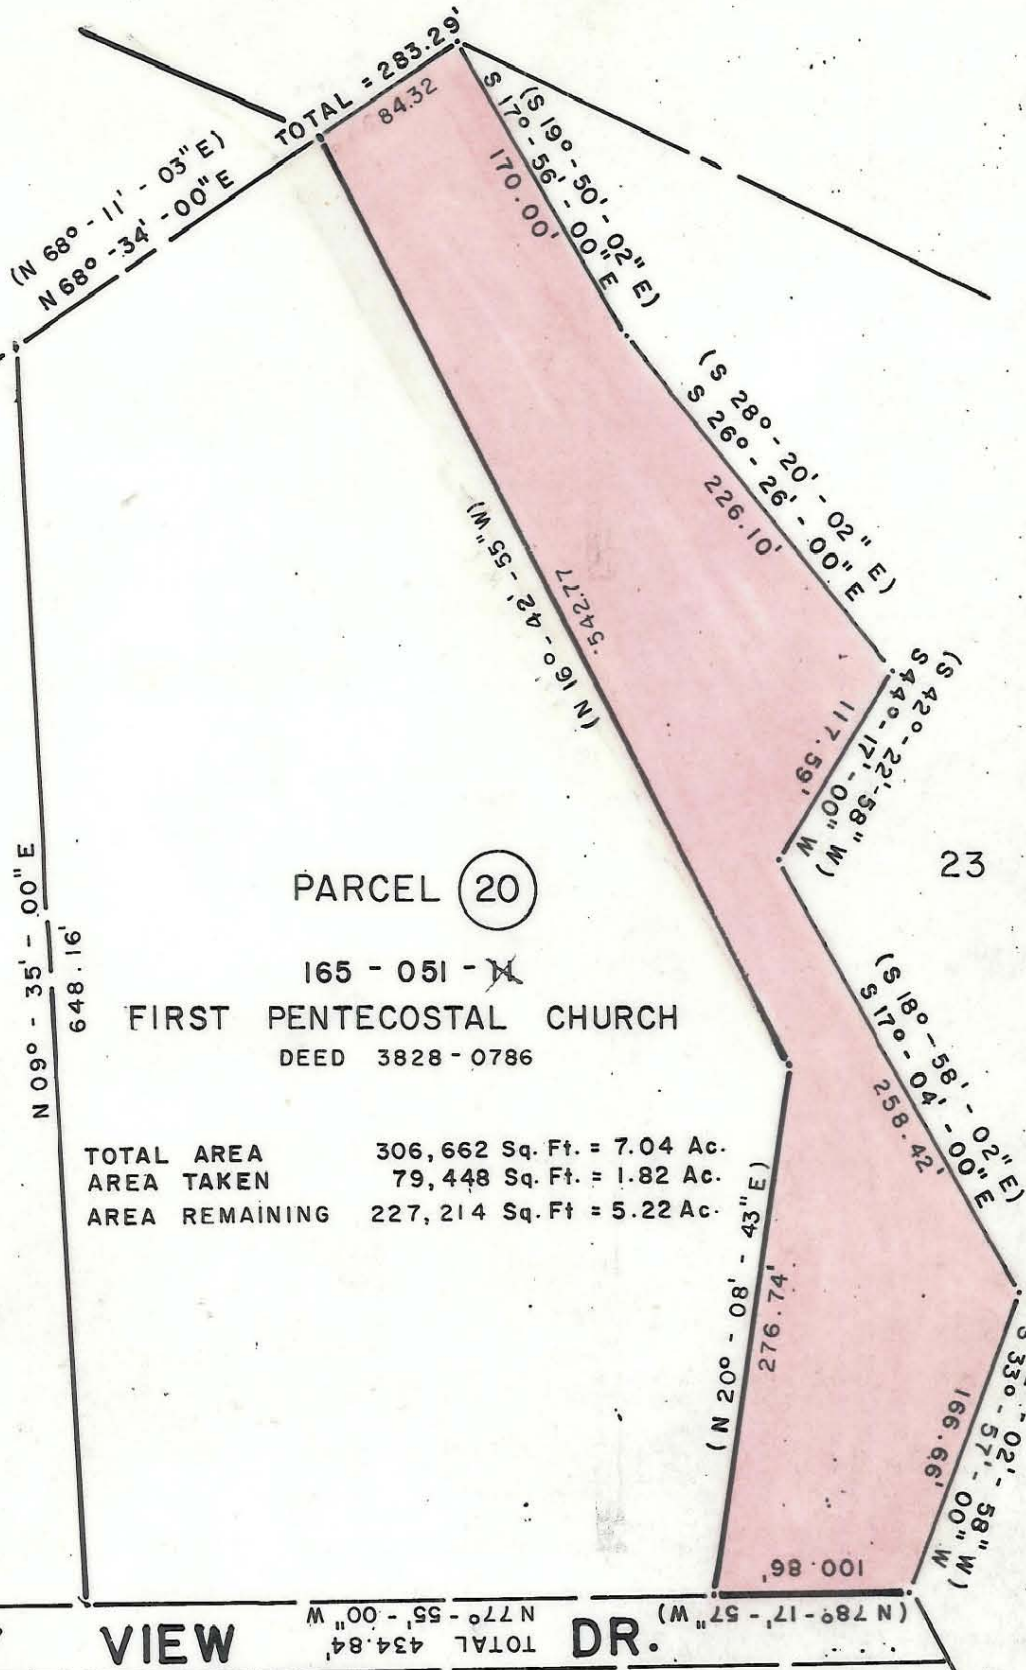 TOTAL = 283.29'
84.32
(N 68° - 11' - 03" E)
N 68° - 34' - 00" E
(S 19° - 50' - 02" E)
S 17° - 56' - 00" E
170.00'
(S 28° - 20' - 02" E)
S 26° - 26' - 00" E
226.10'
(N 16° - 42' - 55" W)
542.77
(S 42° - 22' - 58" W)
S 44° - 17' - 00" W
117.59'
23
N 09° - 35' - 00" E
648.16'
PARCEL 20
165 - 051 -
FIRST PENTECOSTAL CHURCH
DEED 3828 - 0786
(S 18° - 58' - 02" E)
S 17° - 04' - 00" E
258.42'
TOTAL AREA 306,662 Sq. Ft. = 7.04 Ac.
AREA TAKEN 79,448 Sq. Ft. = 1.82 Ac.
AREA REMAINING 227,214 Sq. Ft = 5.22 Ac.
(N 20° - 08' - 43" E)
276.74'
02' - 58" W)
S 33° - 57' - 00" W
166.66'
100.86'
(N 78° - 17' - 57" W)
N 77° - 55' - 00" W
TOTAL 434.84'
VIEW DR.